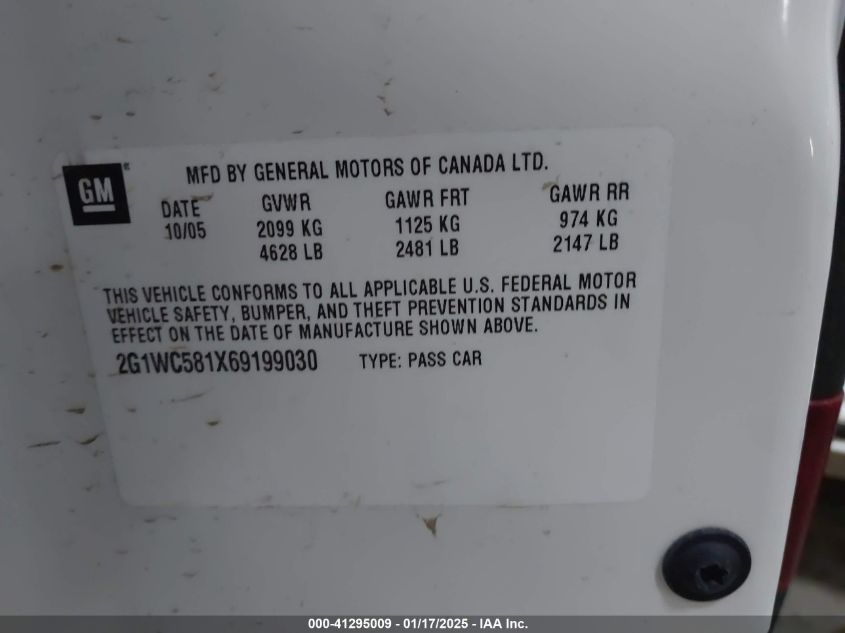 GM
MFD BY GENERAL MOTORS OF CANADA LTD.
DATE GVWR GAWR FRT GAWR RR
10/05 2099 KG 1125 KG 974 KG
4628 LB 2481 LB 2147 LB
THIS VEHICLE CONFORMS TO ALL APPLICABLE U.S. FEDERAL MOTOR
VEHICLE SAFETY, BUMPER, AND THEFT PREVENTION STANDARDS IN
EFFECT ON THE DATE OF MANUFACTURE SHOWN ABOVE.
2G1WC581X69199030 TYPE: PASS CAR
000-41295009 - 01/17/2025 - IAA Inc.